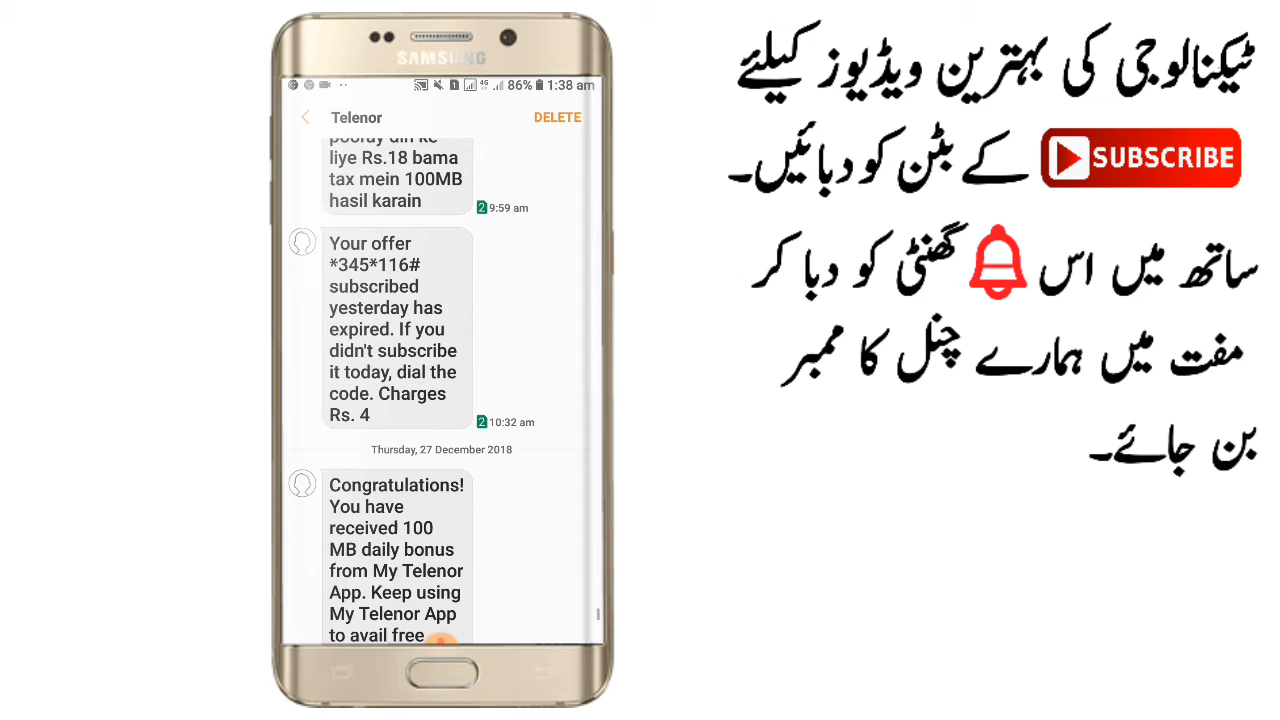 SAMSUNG
4G
86%
1:38 am
Telenor
DELETE
pooray din ke
liye Rs.18 bama
tax mein 100MB
hasil karain
2 9:59 am
Your offer
*345*116#
subscribed
yesterday has
expired. If you
didn't subscribe
it today, dial the
code. Charges
Rs. 4
2 10:32 am
Thursday, 27 December 2018
Congratulations!
You have
received 100
MB daily bonus
from My Telenor
App. Keep using
My Telenor App
to avail free
ٹیکنالوجی کی بہترین ویڈیوز کیلئے
SUBSCRIBE کے بٹن کو دبائیں۔
ساتھ میں اس گھنٹی کو دبا کر
مفت میں ہمارے چنل کا ممبر
بن جائے۔